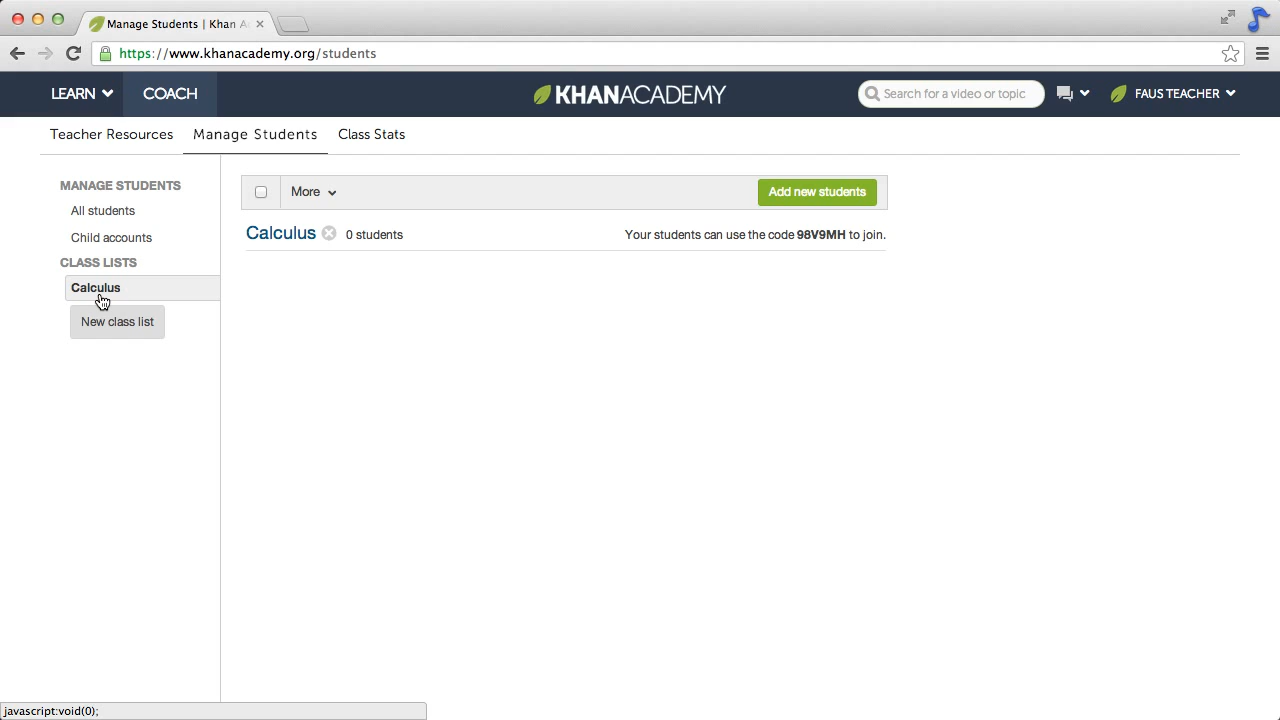 Manage Students | Khan A
https://www.khanacademy.org/students
LEARN COACH KHANACADEMY Search for a video or topic FAUS TEACHER
Teacher Resources Manage Students Class Stats
MANAGE STUDENTS
All students
Child accounts
CLASS LISTS
Calculus
New class list
More Add new students
Calculus 0 students Your students can use the code 98V9MH to join.
javascript:void(0);